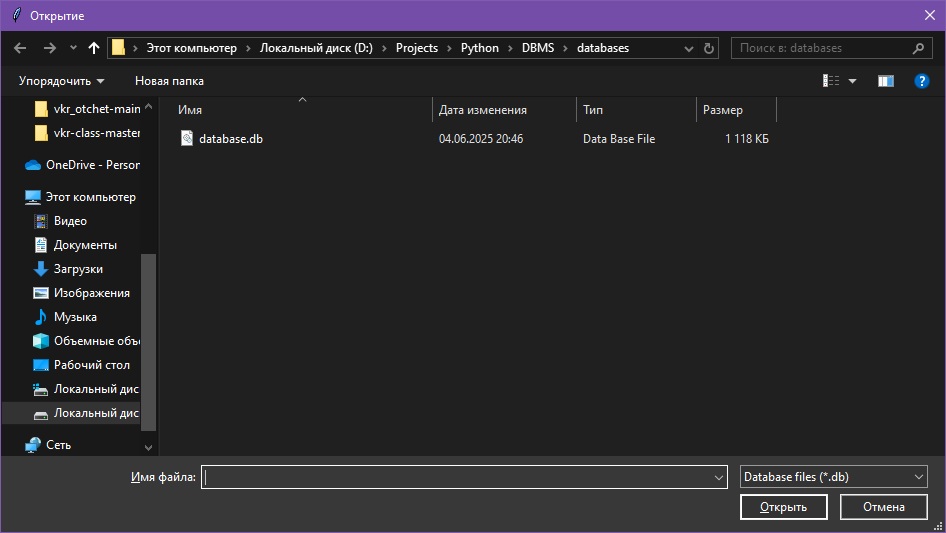 Открытие
Этот компьютер › Локальный диск (D:) › Projects › Python › DBMS › databases
Поиск в: databases
Упорядочить
Новая папка
Имя
Дата изменения
Тип
Размер
database.db
04.06.2025 20:46
Data Base File
1 118 КБ
vkr_otchet-main
vkr-class-master
OneDrive - Person
Этот компьютер
Видео
Документы
Загрузки
Изображения
Музыка
Объемные объ
Рабочий стол
Локальный дис
Локальный дис
Сеть
Имя файла:
Database files (*.db)
Открыть
Отмена